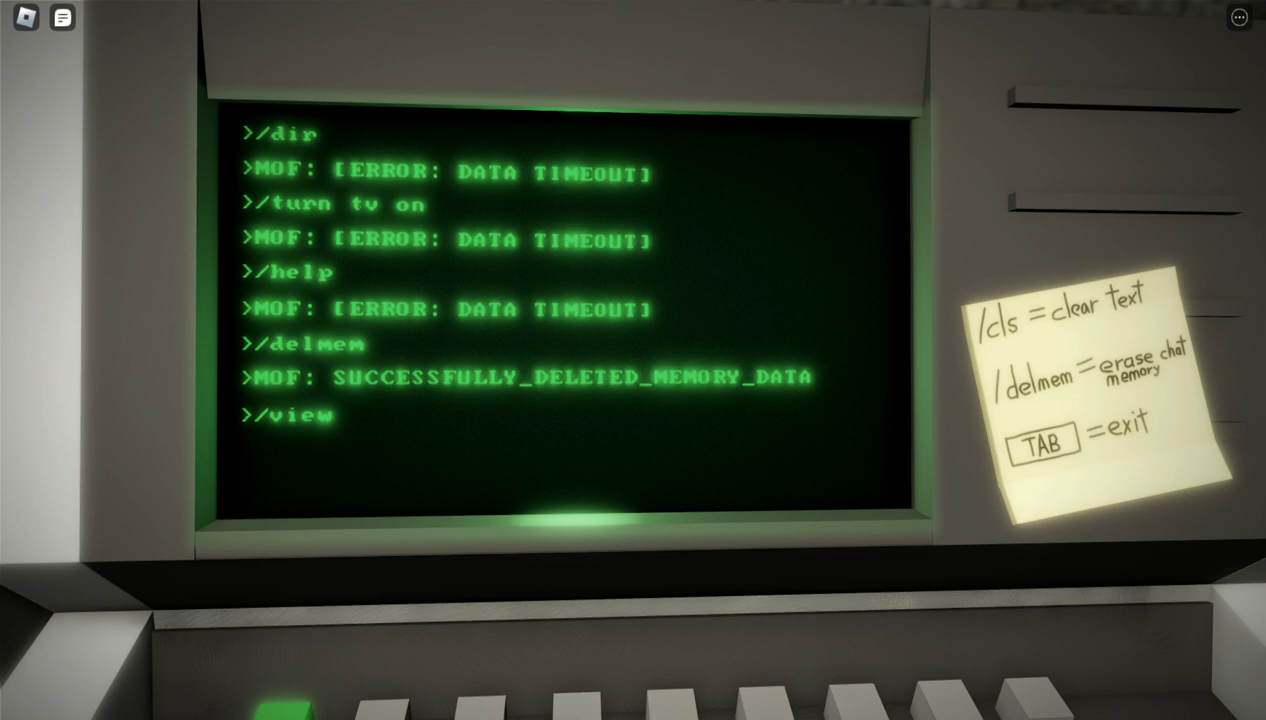 >/dir
>MOF: [ERROR: DATA TIMEOUT]
>/turn tv on
>MOF: [ERROR: DATA TIMEOUT]
>/help
>MOF: [ERROR: DATA TIMEOUT]
>/delmem
>MOF: SUCCESSFULLY_DELETED_MEMORY_DATA
>/view
/cls = clear text
/delmem = erase chat
memory
TAB = exit